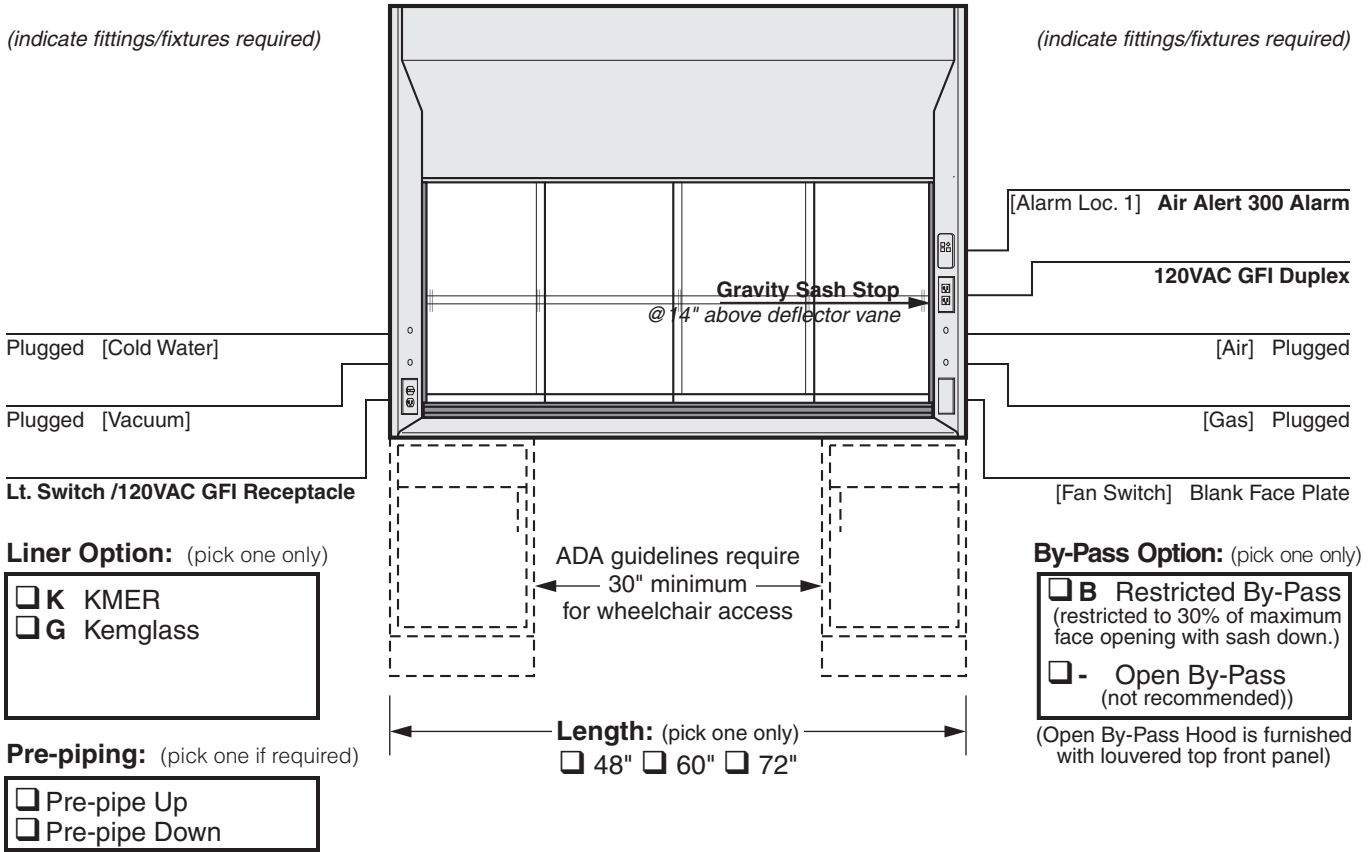 (indicate fittings/fixtures required)
(indicate fittings/fixtures required)
[Alarm Loc. 1] Air Alert 300 Alarm
120VAC GFI Duplex
Gravity Sash Stop
@ 14" above deflector vane
Plugged [Cold Water]
[Air] Plugged
Plugged [Vacuum]
[Gas] Plugged
Lt. Switch /120VAC GFI Receptacle
[Fan Switch] Blank Face Plate
Liner Option: (pick one only)
❑ K KMER
❑ G Kemglass
ADA guidelines require
30" minimum
for wheelchair access
By-Pass Option: (pick one only)
❑ B Restricted By-Pass
(restricted to 30% of maximum
face opening with sash down.)
❑ - Open By-Pass
(not recommended))
(Open By-Pass Hood is furnished
with louvered top front panel)
Length: (pick one only)
❑ 48" ❑ 60" ❑ 72"
Pre-piping: (pick one if required)
❑ Pre-pipe Up
❑ Pre-pipe Down